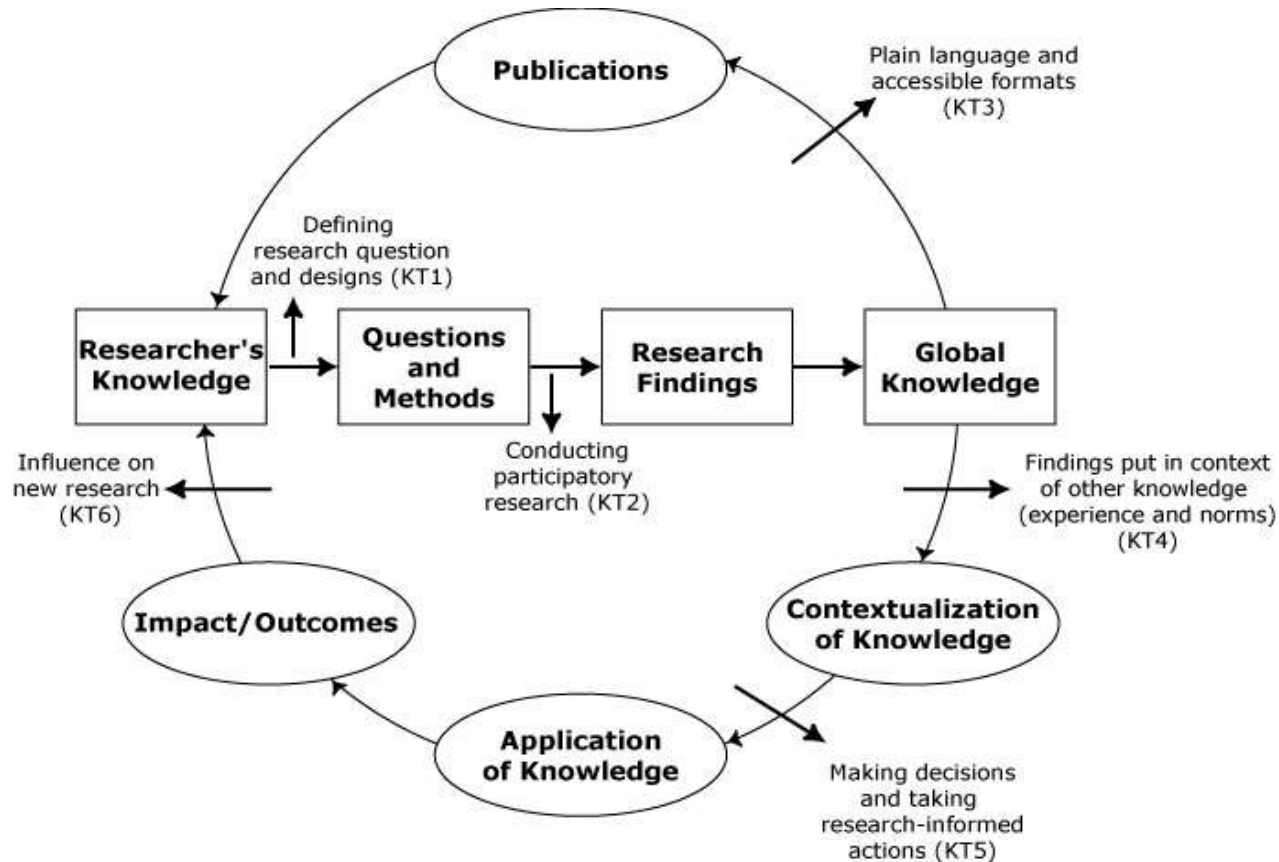 Publications
Plain language and
accessible formats
(KT3)
Defining
research question
and designs (KT1)
Researcher's
Knowledge
Questions
and
Methods
Research
Findings
Global
Knowledge
Influence on
new research
(KT6)
Conducting
participatory
research (KT2)
Findings put in context
of other knowledge
(experience and norms)
(KT4)
Impact/Outcomes
Contextualization
of Knowledge
Application
of Knowledge
Making decisions
and taking
research-informed
actions (KT5)